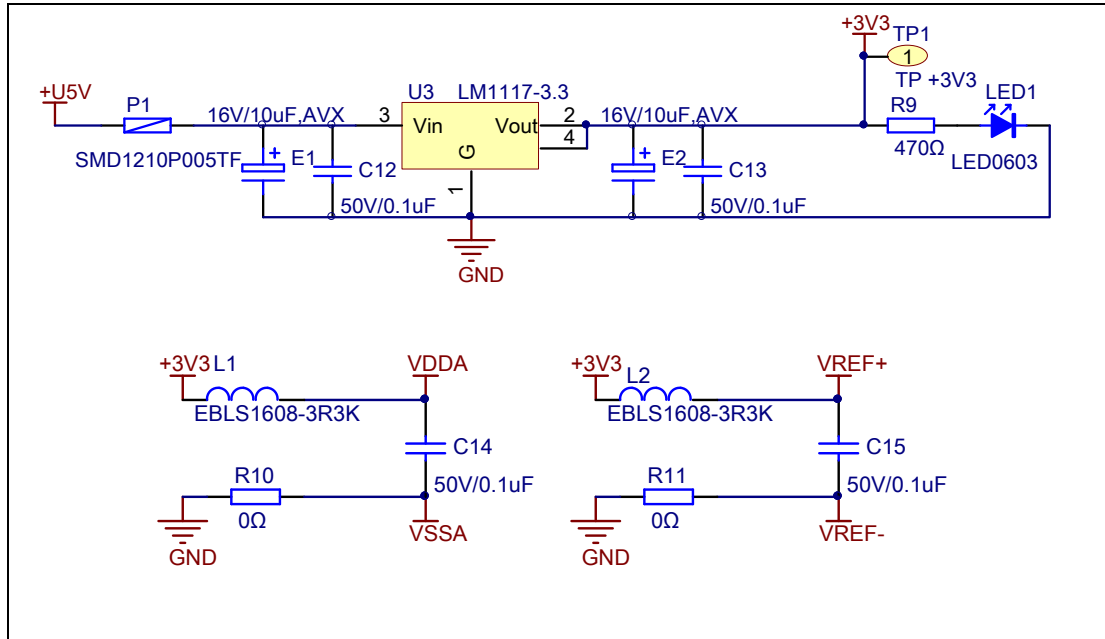 +3V3
TP1
1
TP +3V3
+U5V
P1
SMD1210P005TF
16V/10uF,AVX
E1
C12
50V/0.1uF
U3
LM1117-3.3
3
Vin
Vout
2
4
G
1
GND
16V/10uF,AVX
E2
C13
50V/0.1uF
R9
470Ω
LED1
LED0603
+3V3
L1
EBLS1608-3R3K
VDDA
C14
50V/0.1uF
R10
0Ω
GND
VSSA
+3V3
L2
EBLS1608-3R3K
VREF+
C15
50V/0.1uF
R11
0Ω
GND
VREF-